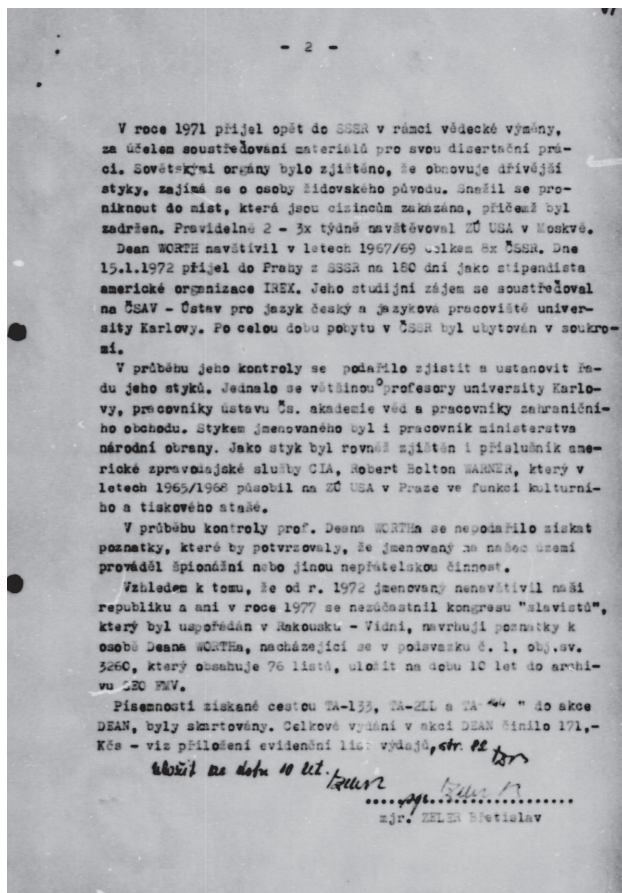 - 2 -
V roce 1971 přijel opět do SSSR v rámci vědecké výměny,
za účelem soustřeďování materiálů pro svou disertační prá-
ci. Sovětskými orgány bylo zjištěno, že obnovuje dřívější
styky, zajímá se o osoby židovského původu. Snažil se pro-
niknout do míst, která jsou cizincům zakázána, přičemž byl
zadržen. Pravidelně 2 - 3x týdně navštěvoval ZÚ USA v Moskvě.
Dean WORTH navštívil v letech 1967/69 celkem 8x ČSSR. Dne
15.1.1972 přijel do Prahy z SSSR na 180 dní jako stipendista
americké organizace IREX. Jeho studijní zájem se soustřeďoval
na ČSAV - Ústav pro jazyk český a jazyková pracoviště univer-
sity Karlovy. Po celou dobu pobytu v ČSSR byl ubytován v soukro-
mí.
V průběhu jeho kontroly se podařilo zjistit a ustanovit řa-
du jeho styků. Jednalo se většinou o profesory university Karlo-
vy, pracovníky ústavu Čs. akademie věd a pracovníky zahraniční-
ho obchodu. Stykem jmenovaného byl i pracovník ministerstva
národní obrany. Jako styk byl rovněž zjištěn i příslušník ame-
rické zpravodajské služby CIA, Robert Bolton WARNER, který v
letech 1965/1968 působil na ZÚ USA v Praze ve funkci kulturní-
ho a tiskového ataše.
V průběhu kontroly prof. Deana WORTHa se nepodařilo získat
poznatky, které by potvrzovaly, že jmenovaný na našem území
prováděl špionážní nebo jinou nepřátelskou činnost.
Vzhledem k tomu, že od r. 1972 jmenovaný nenavštívil naši
republiku a ani v roce 1977 se nezúčastnil kongresu "slavistů",
který byl uspořádán v Rakousku - Vídni, navrhuji poznatky k
osobě Deana WORTHa, nacházející se v podsvazku č. 1, obj.sv.
3260, který obsahuje 76 listů, uložit na dobu 10 let do archi-
vu SEO FMV.
Písemnosti získané cestou TA-133, TA-2LL a TA- " do akce
DEAN, byly skartovány. Celkové vydání v akci DEAN činilo 171,-
Kčs - viz přiložení evidenční list výdajů, str. 82
Uložit na dobu 10 let.
mjr. ZELER Břetislav